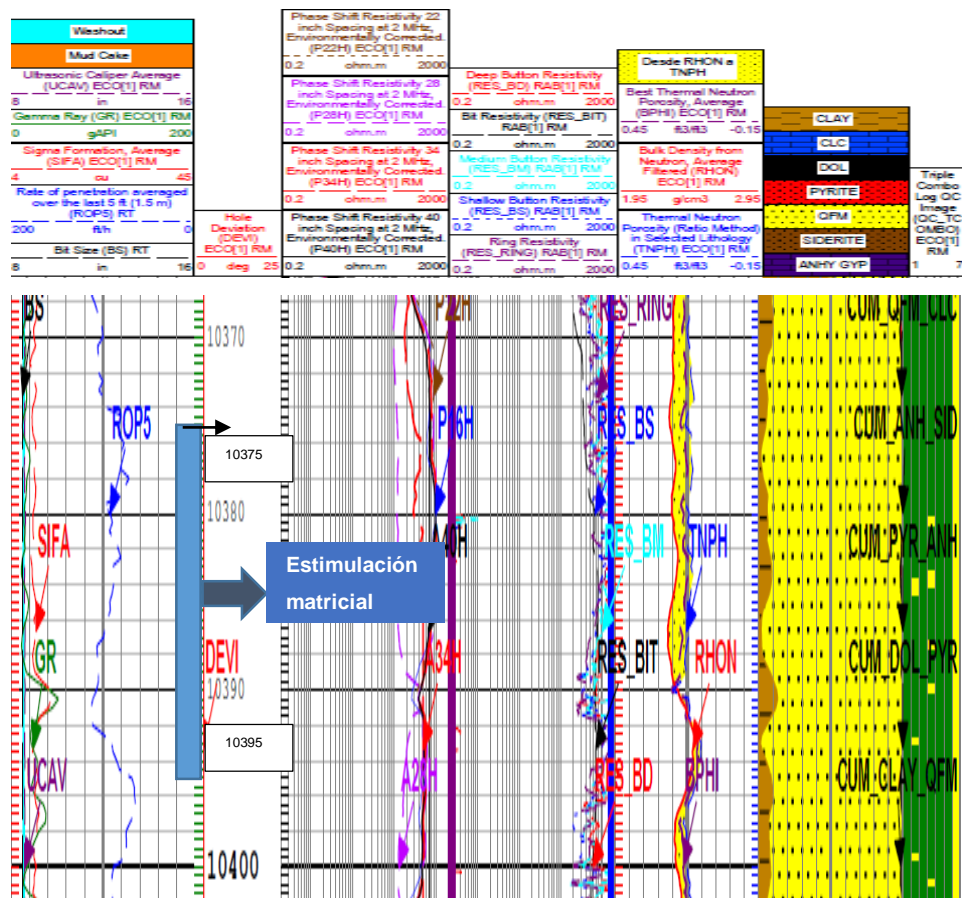 Washout
Mud Cake
Ultrasonic Caliper Average
(UCAV) ECO[1] RM
8 in 16
Gamma Ray (GR) ECO[1] RM
0 gAPI 200
Sigma Formation, Average
(SIFA) ECO[1] RM
4 cu 45
Rate of penetration averaged
over the last 5 ft (1.5 m)
(ROP5) RT
200 ft/h 0
Bit Size (BS) RT
8 in 16
Hole
Deviation
(DEVI)
ECO[1] RM
0 deg 25
Phase Shift Resistivity 22
inch Spacing at 2 MHz,
Environmentally Corrected.
(P22H) ECO[1] RM
0.2 ohm.m 2000
Phase Shift Resistivity 28
inch Spacing at 2 MHz,
Environmentally Corrected.
(P28H) ECO[1] RM
0.2 ohm.m 2000
Phase Shift Resistivity 34
inch Spacing at 2 MHz,
Environmentally Corrected.
(P34H) ECO[1] RM
0.2 ohm.m 2000
Phase Shift Resistivity 40
inch Spacing at 2 MHz,
Environmentally Corrected.
(P40H) ECO[1] RM
0.2 ohm.m 2000
Deep Button Resistivity
(RES_BD) RAB[1] RM
0.2 ohm.m 2000
Bit Resistivity (RES_BIT)
RAB[1] RM
0.2 ohm.m 2000
Medium Button Resistivity
(RES_BM) RAB[1] RM
0.2 ohm.m 2000
Shallow Button Resistivity
(RES_BS) RAB[1] RM
0.2 ohm.m 2000
Ring Resistivity
(RES_RING) RAB[1] RM
0.2 ohm.m 2000
Desde RHON a
TNPH
Best Thermal Neutron
Porosity, Average
(BPHI) ECO[1] RM
0.45 ft3/ft3 -0.15
Bulk Density from
Neutron, Average
Filtered (RHON)
ECO[1] RM
1.95 g/cm3 2.95
Thermal Neutron
Porosity (Ratio Method)
in Selected Lithology
(TNPH) ECO[1] RM
0.45 ft3/ft3 -0.15
CLAY
CLC
DOL
PYRITE
QFM
SIDERITE
ANHY GYP
Triple
Combo
Log QC
Image
(QC_TC
OMBO)
ECO[1]
RM
1 7
BS
P22H
RES_RING
CUM_QFM_CLC
10370
ROP5
P16H
RES_BS
CUM_ANH_SID
10375
10380
SIFA
A40H
RES_BM
TNPH
CUM_PYR_ANH
Estimulación
matricial
GR
DEVI
A34H
RES_BIT
RHON
CUM_DOL_PYR
10390
10395
UCAV
A28H
RES_BD
BPHI
CUM_CLAY_QFM
10400